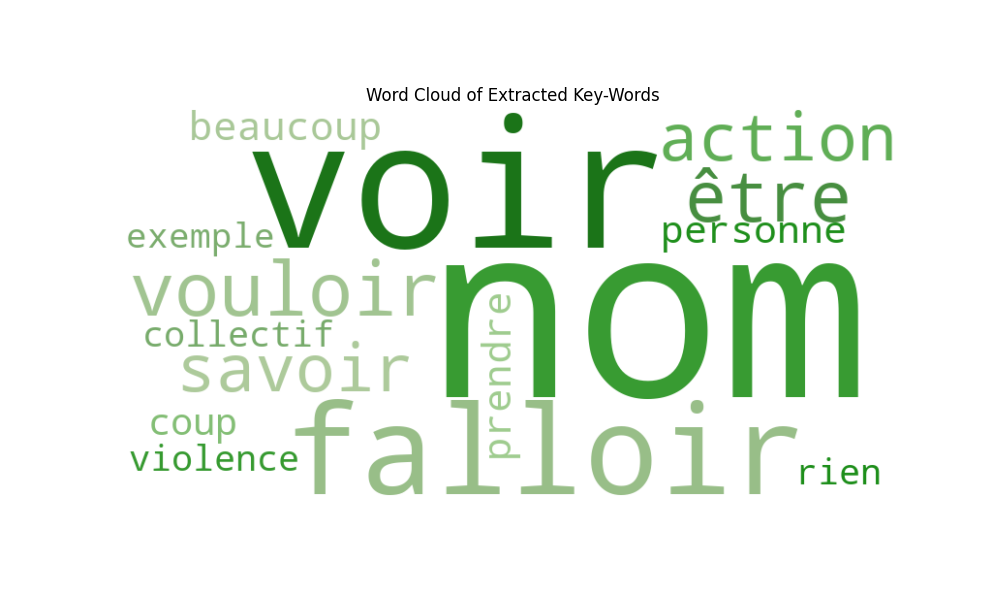 Word Cloud of Extracted Key-Words
beaucoup
voir
action
être
exemple
personne
vouloir
nom
prendre
collectif
savoir
coup
falloir
violence
rien